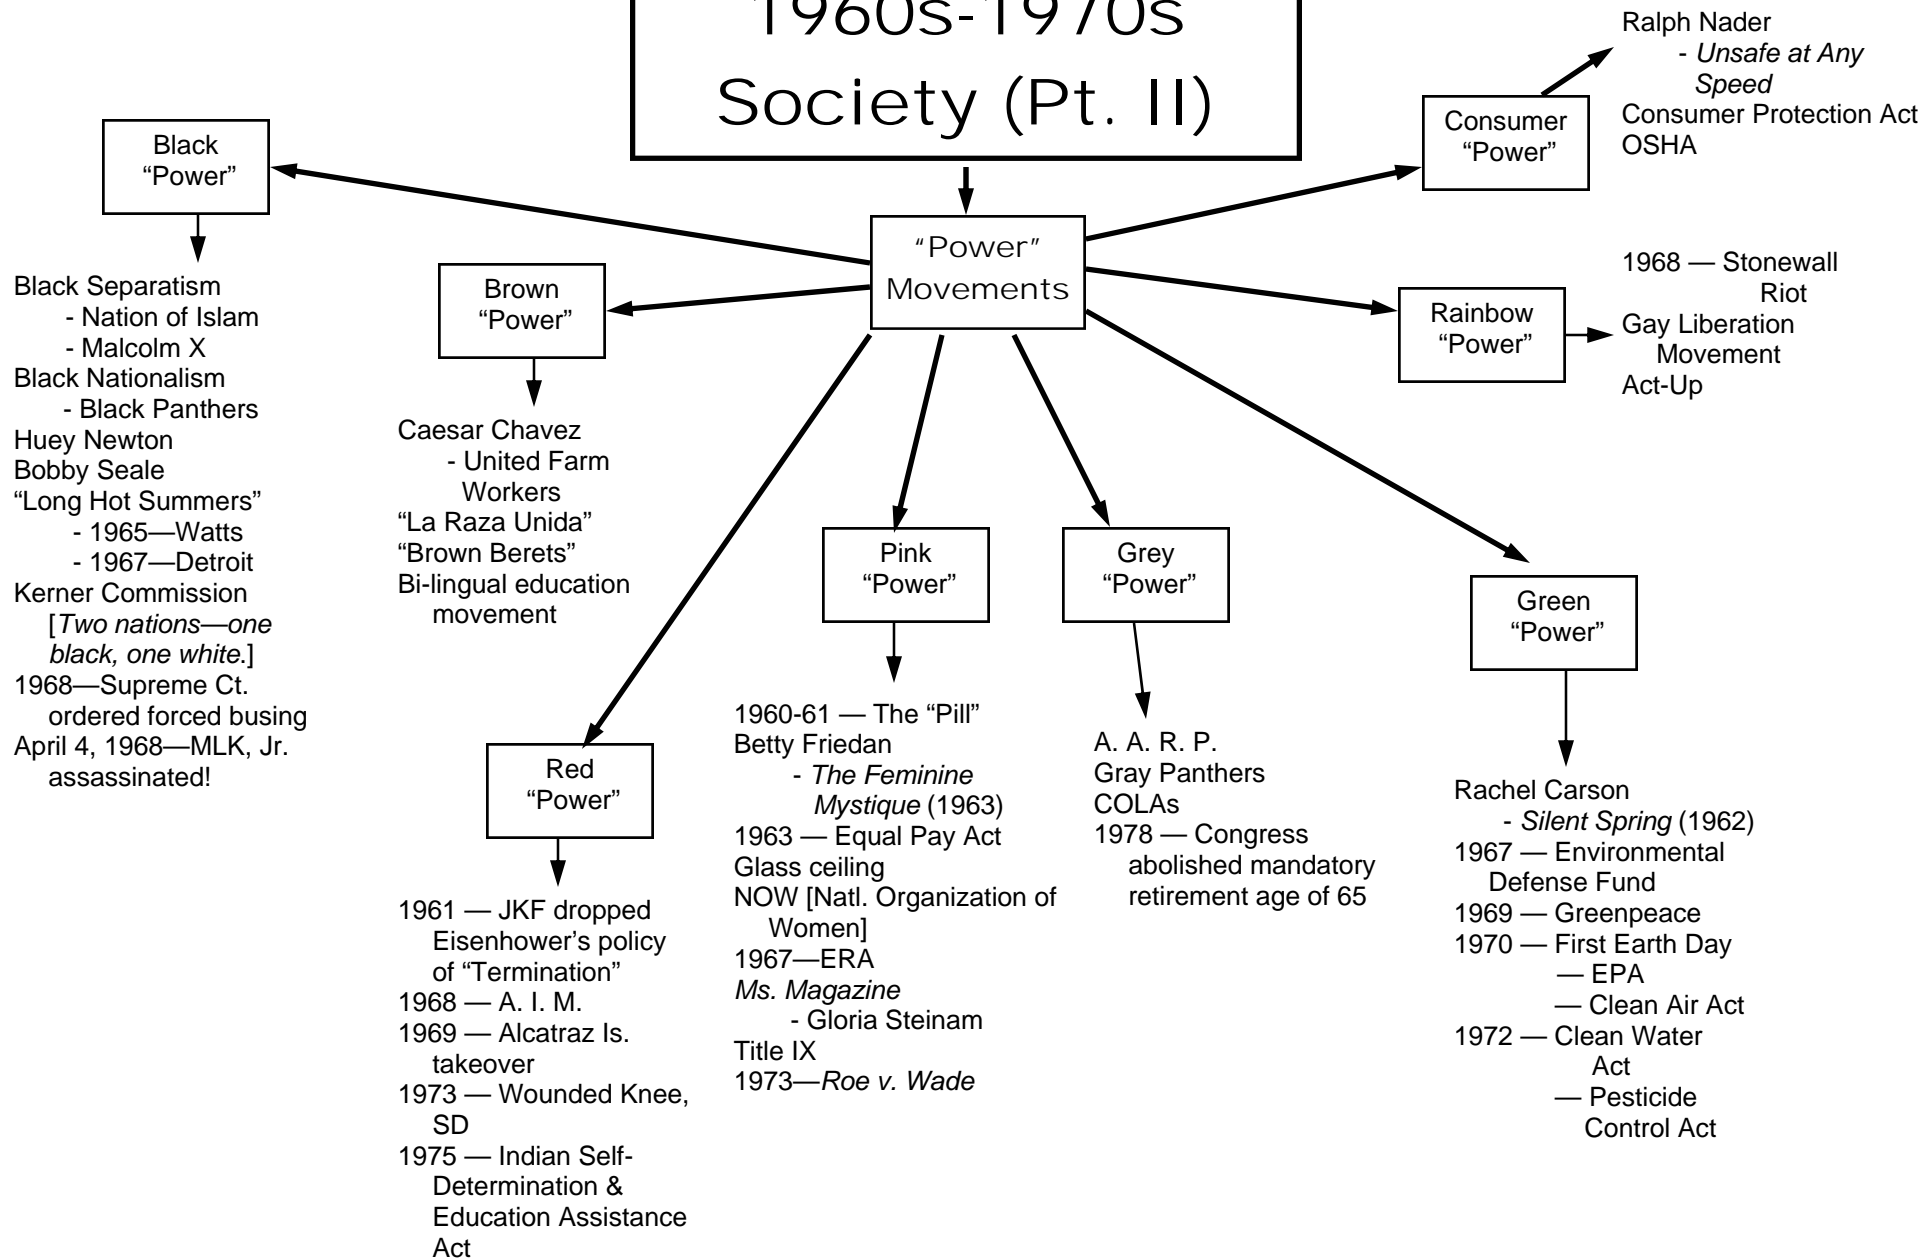 1960s-1970s
Society (Pt. II)
“Power”
Movements
Black
“Power”
Black Separatism
- Nation of Islam
- Malcolm X
Black Nationalism
- Black Panthers
Huey Newton
Bobby Seale
“Long Hot Summers”
- 1965—Watts
- 1967—Detroit
Kerner Commission
[Two nations—one
black, one white.]
1968—Supreme Ct.
ordered forced busing
April 4, 1968—MLK, Jr.
assassinated!
Brown
“Power”
Caesar Chavez
- United Farm
Workers
“La Raza Unida”
“Brown Berets”
Bi-lingual education
movement
Red
“Power”
1961 — JKF dropped
Eisenhower’s policy
of “Termination”
1968 — A. I. M.
1969 — Alcatraz Is.
takeover
1973 — Wounded Knee,
SD
1975 — Indian Self-
Determination &
Education Assistance
Act
Pink
“Power”
1960-61 — The “Pill”
Betty Friedan
- The Feminine
Mystique (1963)
1963 — Equal Pay Act
Glass ceiling
NOW [Natl. Organization of
Women]
1967—ERA
Ms. Magazine
- Gloria Steinam
Title IX
1973—Roe v. Wade
Grey
“Power”
A. A. R. P.
Gray Panthers
COLAs
1978 — Congress
abolished mandatory
retirement age of 65
Green
“Power”
Rachel Carson
- Silent Spring (1962)
1967 — Environmental
Defense Fund
1969 — Greenpeace
1970 — First Earth Day
— EPA
— Clean Air Act
1972 — Clean Water
Act
— Pesticide
Control Act
Rainbow
“Power”
1968 — Stonewall
Riot
Gay Liberation
Movement
Act-Up
Consumer
“Power”
Ralph Nader
- Unsafe at Any
Speed
Consumer Protection Act
OSHA